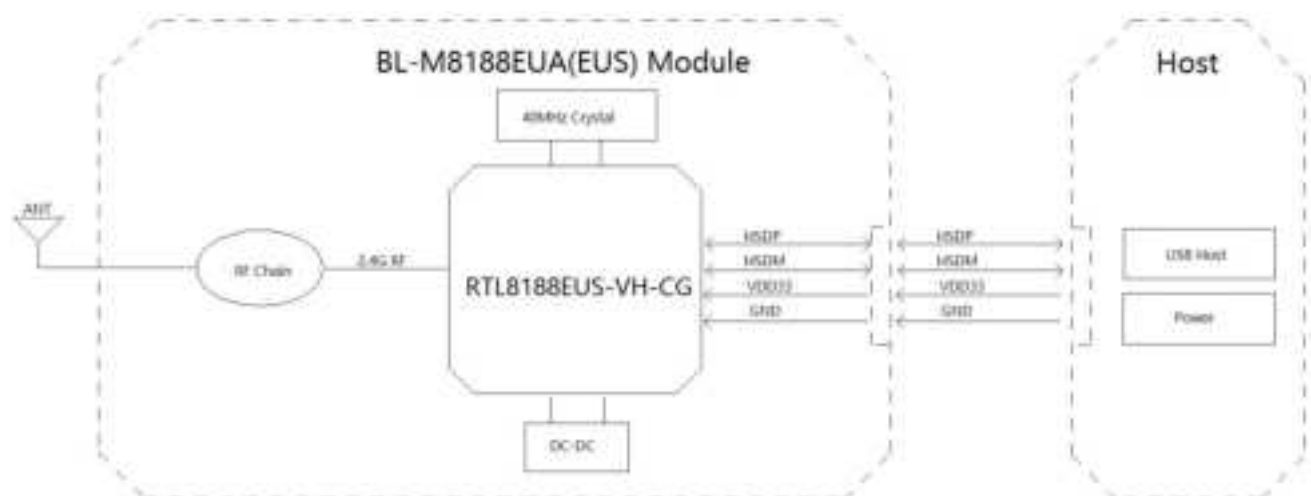 BL-M8188EUA(EUS) Module
Host
40MHz Crystal
ANT
RF Chain
2.4G RF
RTL8188EUS-VH-CG
HSDP
HSDM
VDD33
GND
HSDP
HSDM
VDD33
GND
USB Host
Power
DC-DC